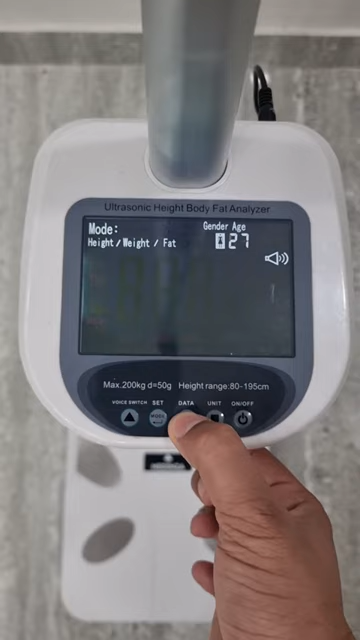 Ultrasonic Height Body Fat Analyzer
Mode:
Height/Weight/Fat
Gender Age
27
Max.200kg d=50g Height range:80-195cm
VOICE SWITCH SET DATA UNIT ON/OFF
MODE